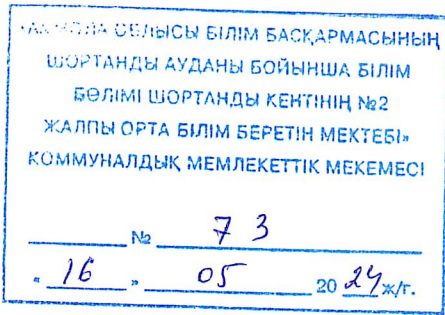 «АҚМОЛА ОБЛЫСЫ БІЛІМ БАСҚАРМАСЫНЫҢ
ШОРТАНДЫ АУДАНЫ БОЙЫНША БІЛІМ
БӨЛІМІ ШОРТАНДЫ КЕНТІНІҢ №2
ЖАЛПЫ ОРТА БІЛІМ БЕРЕТІН МЕКТЕБІ»
КОММУНАЛДЫҚ МЕМЛЕКЕТТІК МЕКЕМЕСІ
№ 73
« 16 » 05 20 24 ж/г.